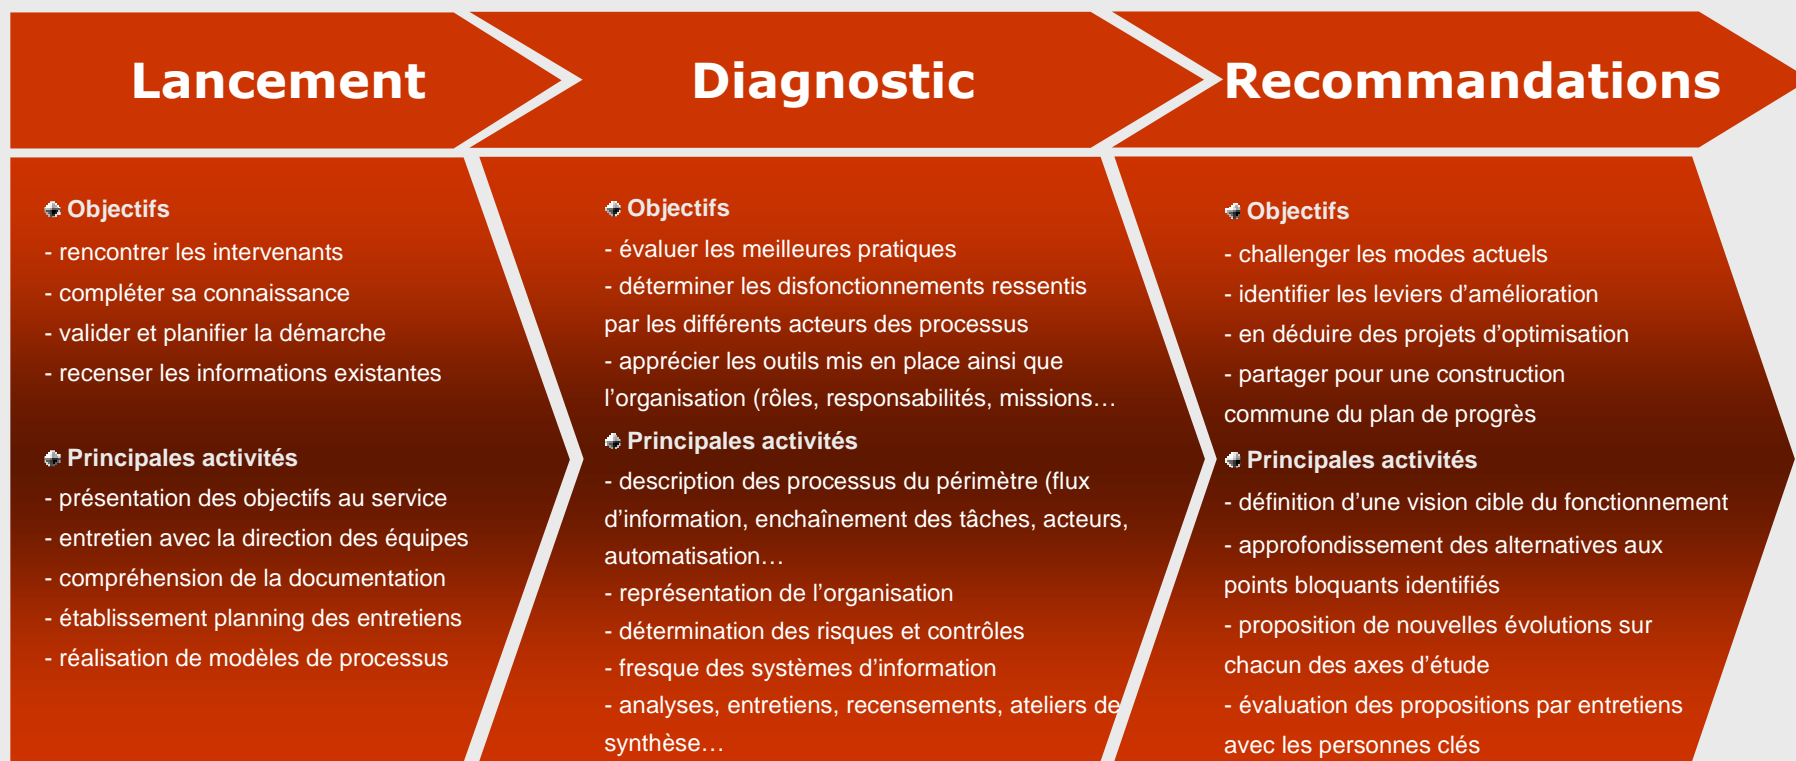 Lancement
Objectifs
- rencontrer les intervenants
- compléter sa connaissance
- valider et planifier la démarche
- recenser les informations existantes
Principales activités
- présentation des objectifs au service
- entretien avec la direction des équipes
- compréhension de la documentation
- établissement planning des entretiens
- réalisation de modèles de processus
Diagnostic
Objectifs
- évaluer les meilleures pratiques
- déterminer les disfonctionnements ressentis
par les différents acteurs des processus
- apprécier les outils mis en place ainsi que
l’organisation (rôles, responsabilités, missions…
Principales activités
- description des processus du périmètre (flux
d’information, enchaînement des tâches, acteurs,
automatisation…
- représentation de l’organisation
- détermination des risques et contrôles
- fresque des systèmes d’information
- analyses, entretiens, recensements, ateliers de
synthèse…
Recommandations
Objectifs
- challenger les modes actuels
- identifier les leviers d’amélioration
- en déduire des projets d’optimisation
- partager pour une construction
commune du plan de progrès
Principales activités
- définition d’une vision cible du fonctionnement
- approfondissement des alternatives aux
points bloquants identifiés
- proposition de nouvelles évolutions sur
chacun des axes d’étude
- évaluation des propositions par entretiens
avec les personnes clés